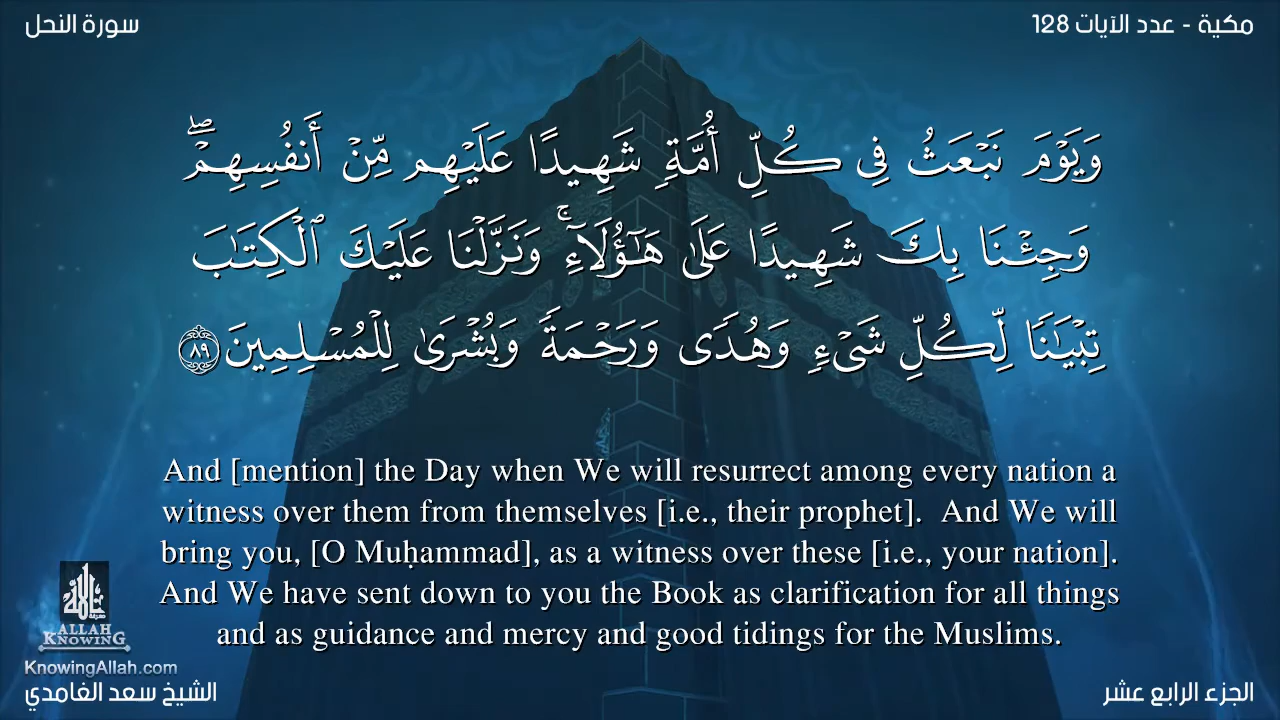 سورة النحل
مكية - عدد الآيات 128
وَيَوْمَ نَبْعَثُ فِى كُلِّ أُمَّةٍ شَهِيدًا عَلَيْهِم مِّنْ أَنفُسِهِمْ ۖ
وَجِئْنَا بِكَ شَهِيدًا عَلَىٰ هَـٰٓؤُلَآءِ ۚ وَنَزَّلْنَا عَلَيْكَ ٱلْكِتَـٰبَ
تِبْيَـٰنًا لِّكُلِّ شَىْءٍ وَهُدًى وَرَحْمَةً وَبُشْرَىٰ لِلْمُسْلِمِينَ ٨٩
And [mention] the Day when We will resurrect among every nation a
witness over them from themselves [i.e., their prophet].  And We will
bring you, [O Muḥammad], as a witness over these [i.e., your nation].
And We have sent down to you the Book as clarification for all things
and as guidance and mercy and good tidings for the Muslims.
معرفة الله
ALLAH
KNOWING
KnowingAllah.com
الشيخ سعد الغامدي
الجزء الرابع عشر